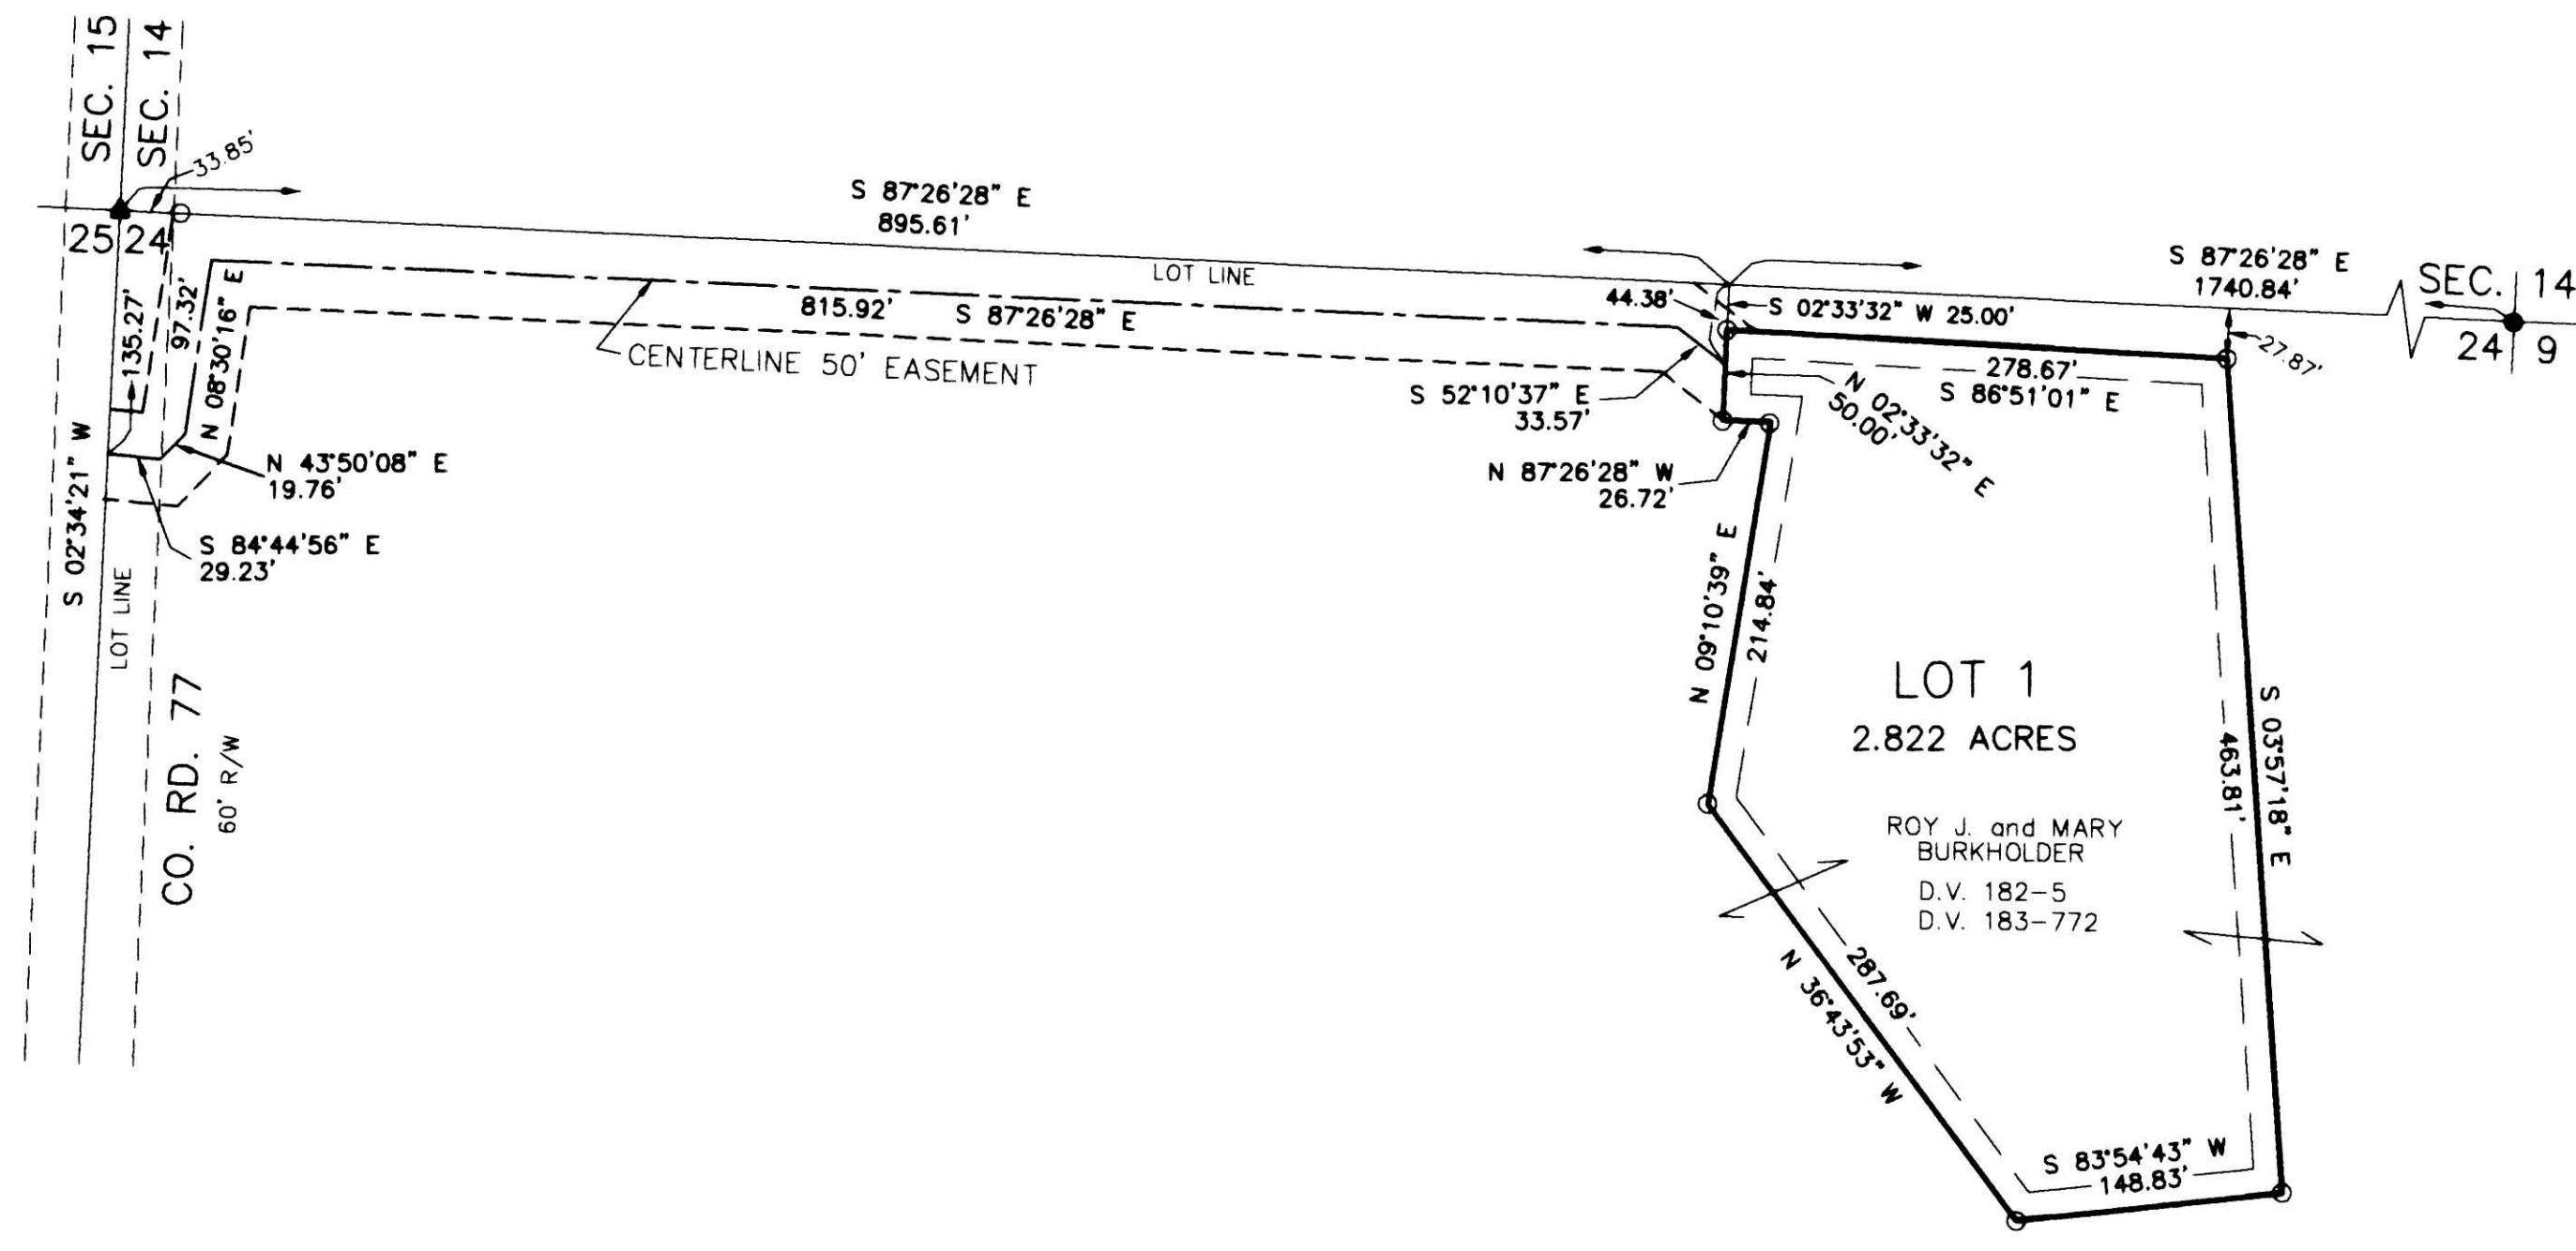 SEC. 15
SEC. 14
33.85'
25
24
S 87°26'28" E
895.61'
LOT LINE
815.92' S 87°26'28" E
CENTERLINE 50' EASEMENT
135.27'
97.32'
N 08°30'16" E
N 43°50'08" E
19.76'
S 84°44'56" E
29.23'
S 02°34'21" W
LOT LINE
CO. RD. 77
60' R/W
44.38'
S 02°33'32" W 25.00'
S 87°26'28" E
1740.84'
SEC. 14
24 9
27.87'
278.67'
S 86°51'01" E
S 52°10'37" E
33.57'
N 02°33'32" E
50.00'
N 87°26'28" W
26.72'
N 09°10'39" E
214.84'
LOT 1
2.822 ACRES
ROY J. and MARY
BURKHOLDER
D.V. 182-5
D.V. 183-772
S 03°57'18" E
463.81'
287.69'
N 36°43'53" W
S 83°54'43" W
148.83'